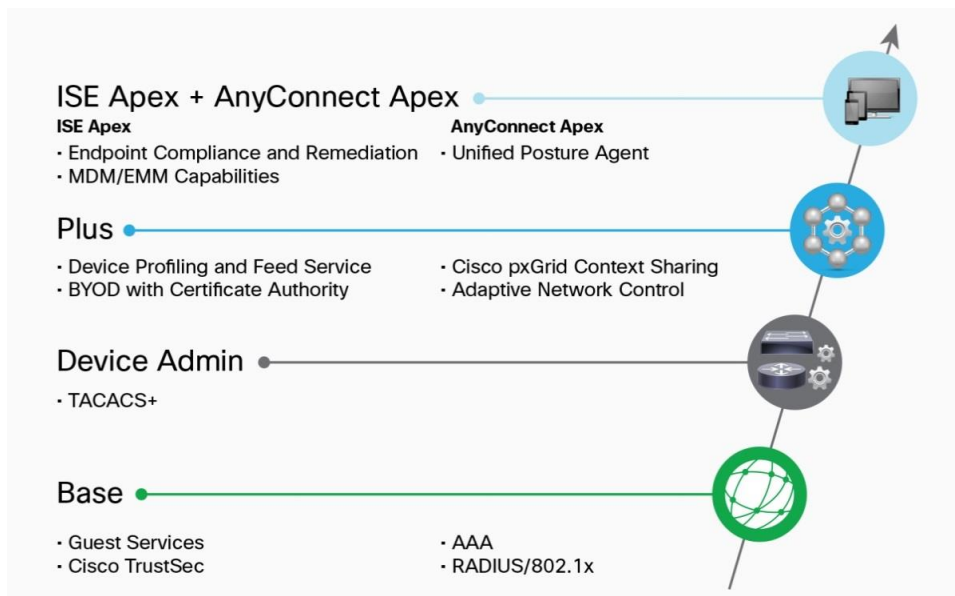 ISE Apex + AnyConnect Apex
ISE Apex
· Endpoint Compliance and Remediation
· MDM/EMM Capabilities
AnyConnect Apex
· Unified Posture Agent
Plus
· Device Profiling and Feed Service
· BYOD with Certificate Authority
· Cisco pxGrid Context Sharing
· Adaptive Network Control
Device Admin
· TACACS+
Base
· Guest Services
· Cisco TrustSec
· AAA
· RADIUS/802.1x